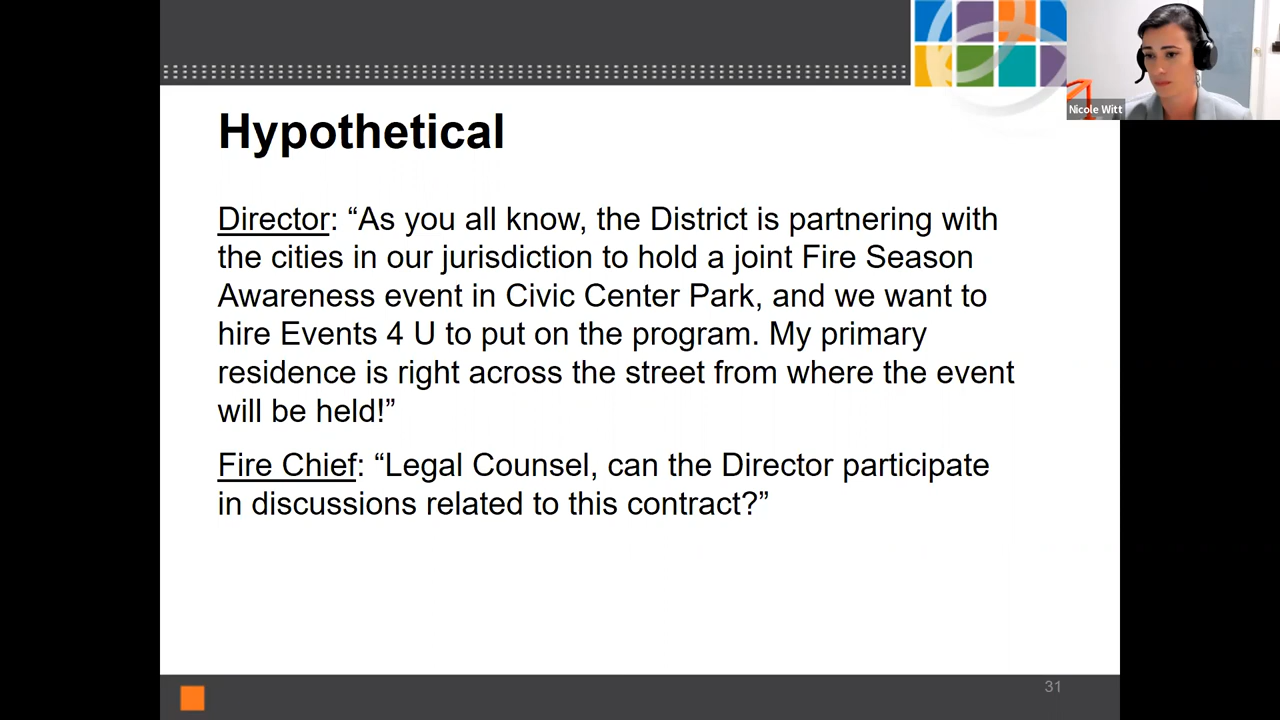 Nicole Witt
Hypothetical
Director: “As you all know, the District is partnering with
the cities in our jurisdiction to hold a joint Fire Season
Awareness event in Civic Center Park, and we want to
hire Events 4 U to put on the program. My primary
residence is right across the street from where the event
will be held!”
Fire Chief: “Legal Counsel, can the Director participate
in discussions related to this contract?”
31